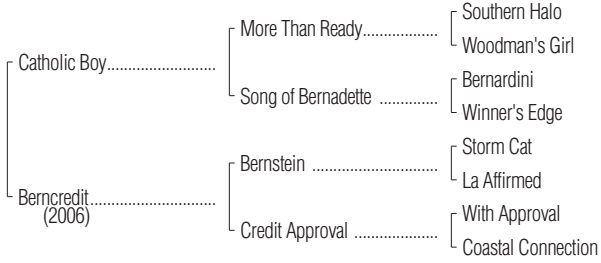 Southern Halo
More Than Ready..................
Woodman's Girl
Catholic Boy..........................
Bernardini
Song of Bernadette ..............
Winner's Edge
Storm Cat
Bernstein ..............................
La Affirmed
Berncredit..............................
(2006)
With Approval
Credit Approval ....................
Coastal Connection